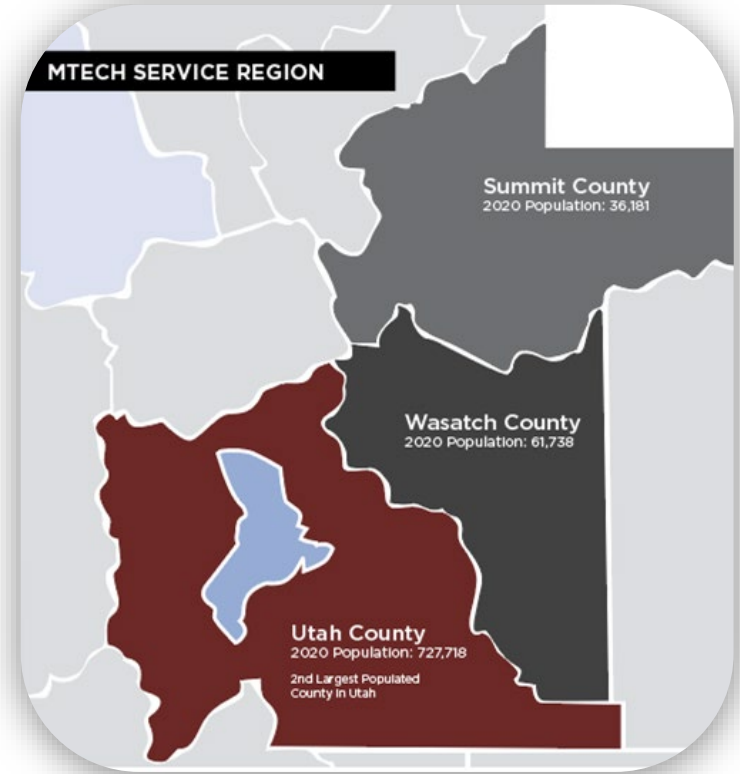 MTECH SERVICE REGION
Summit County
2020 Population: 36,181
Wasatch County
2020 Population: 61,738
Utah County
2020 Population: 727,718
2nd Largest Populated
County in Utah